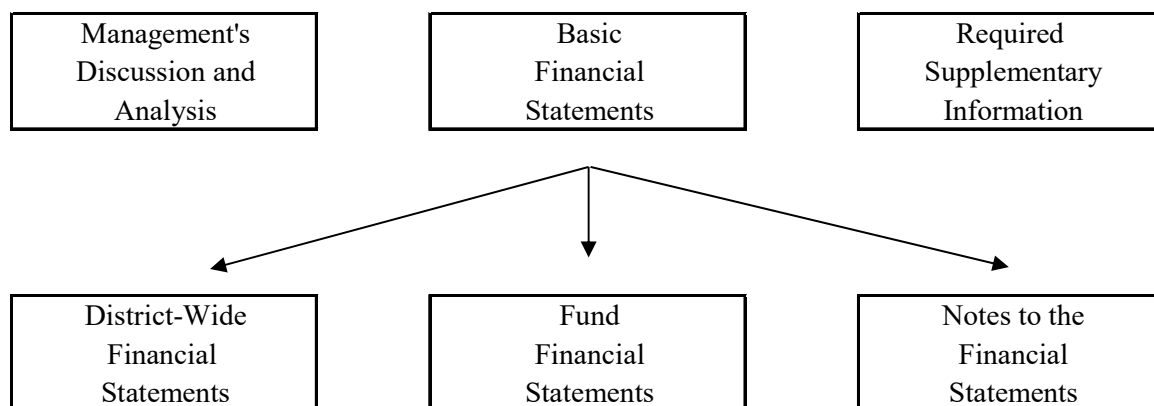 Management's
Discussion and
Analysis
Basic
Financial
Statements
Required
Supplementary
Information
District-Wide
Financial
Statements
Fund
Financial
Statements
Notes to the
Financial
Statements